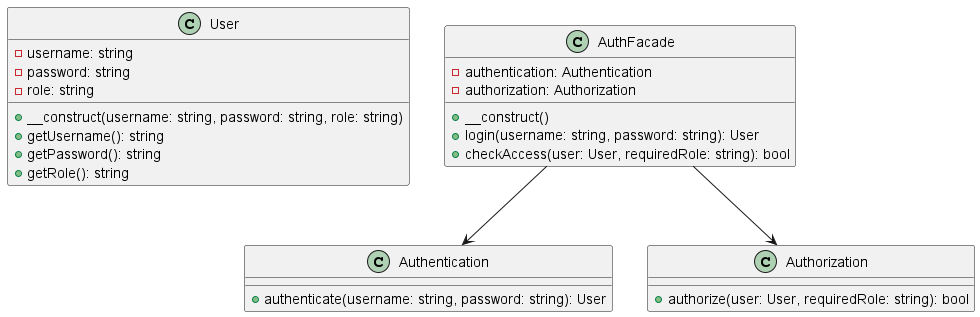 C User
username: string
password: string
role: string
__construct(username: string, password: string, role: string)
getUsername(): string
getPassword(): string
getRole(): string
C AuthFacade
authentication: Authentication
authorization: Authorization
__construct()
login(username: string, password: string): User
checkAccess(user: User, requiredRole: string): bool
C Authentication
authenticate(username: string, password: string): User
C Authorization
authorize(user: User, requiredRole: string): bool